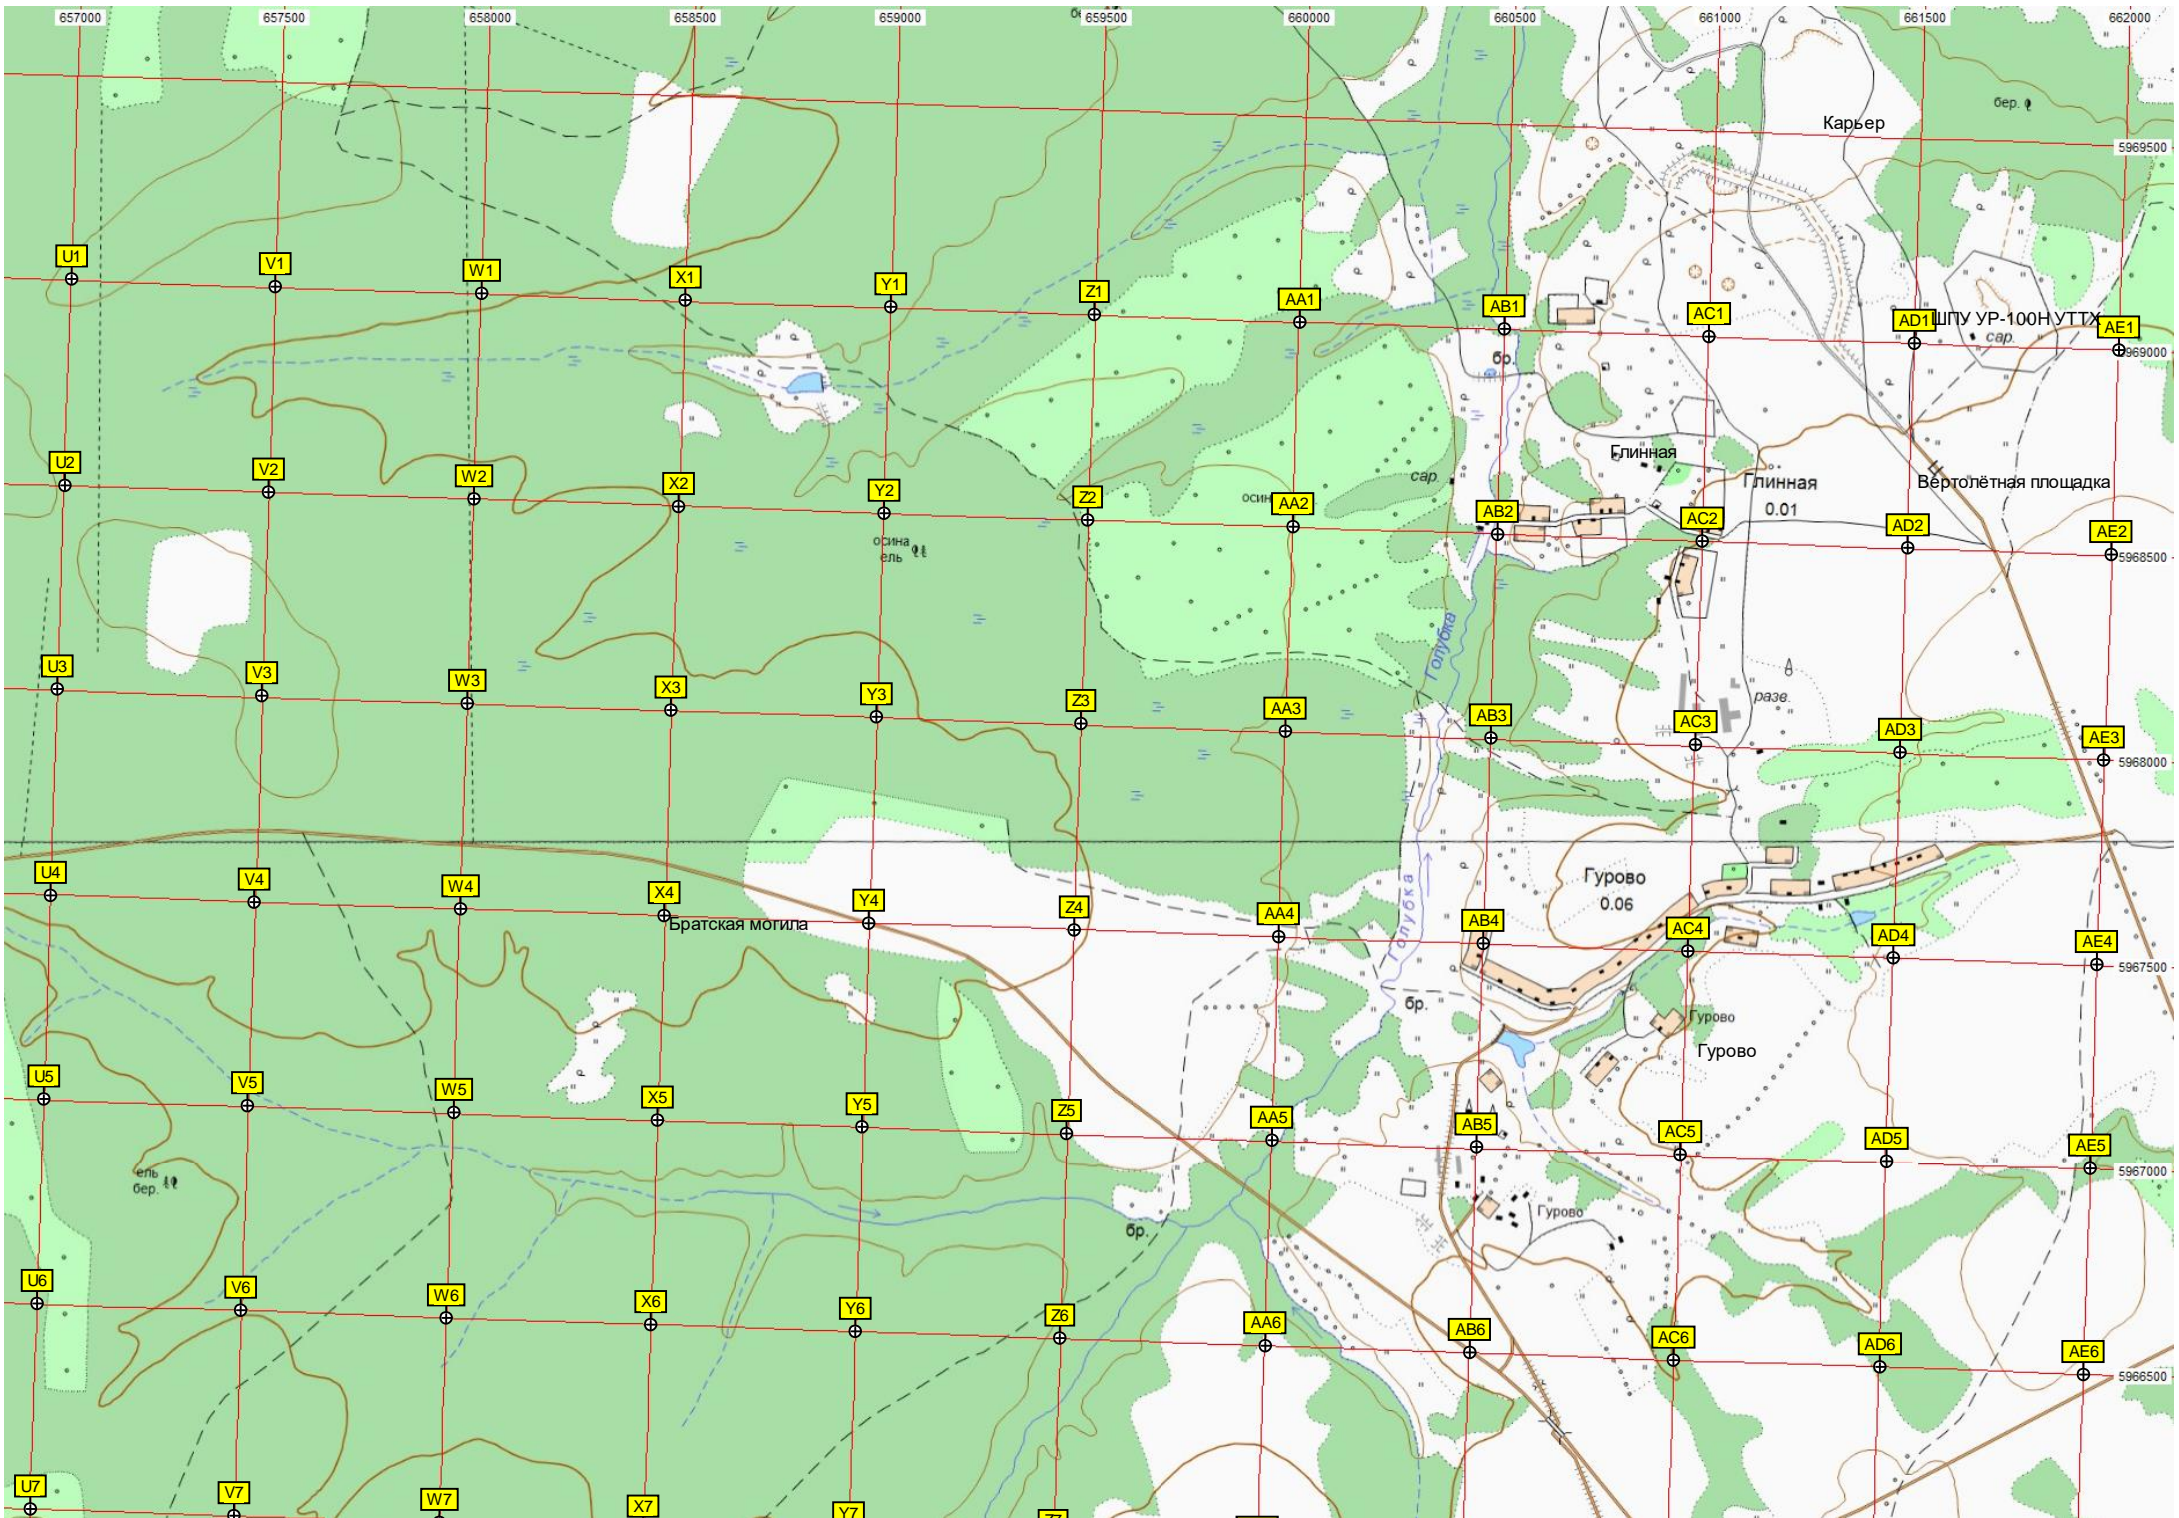 657000 657500 658000 658500 659000 659500 660000 660500 661000 661500 662000
бер.
Карьер
5969500
U1 V1 W1 X1 Y1 Z1 AA1 AB1 AC1 AD1 AE1
ШПУ УР-100Н УТТХ
сар.
5969000
бр.
Глинная
U2 V2 W2 X2 Y2 Z2 AA2 AB2 AC2 AD2 AE2
сар.
Глинная
0.01
Вертолётная площадка
осин
осина
ель
5968500
Голубка
U3 V3 W3 X3 Y3 Z3 AA3 AB3 AC3 AD3 AE3
разв.
5968000
Гурово
0.06
U4 V4 W4 X4 Y4 Z4 AA4 AB4 AC4 AD4 AE4
Братская могила
Голубка
5967500
бр.
Гурово
Гурово
U5 V5 W5 X5 Y5 Z5 AA5 AB5 AC5 AD5 AE5
5967000
ель
бер.
Гурово
бр.
U6 V6 W6 X6 Y6 Z6 AA6 AB6 AC6 AD6 AE6
5966500
U7 V7 W7 X7 Y7 Z7